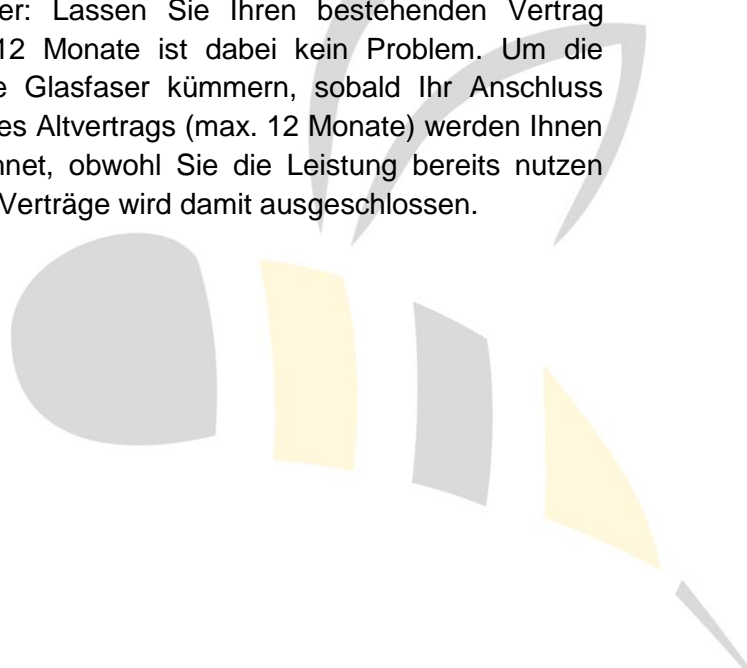 er: Lassen Sie Ihren bestehenden Vertrag
12 Monate ist dabei kein Problem. Um die
e Glasfaser kümmern, sobald Ihr Anschluss
es Altvertrags (max. 12 Monate) werden Ihnen
hnet, obwohl Sie die Leistung bereits nutzen
Verträge wird damit ausgeschlossen.